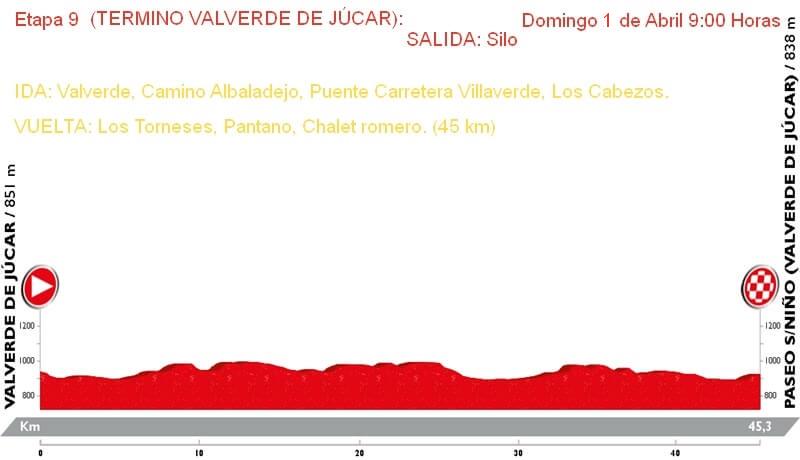 Etapa 9 (TERMINO VALVERDE DE JÚCAR):
Domingo 1 de Abril 9:00 Horas
SALIDA: Silo
IDA: Valverde, Camino Albaladejo, Puente Carretera Villaverde, Los Cabezos.
VUELTA: Los Torneses, Pantano, Chalet romero. (45 km)
VALVERDE DE JÚCAR / 851 m
PASEO S/NIÑO (VALVERDE DE JÚCAR) / 838 m
1200
1000
800
1200
1000
800
Km
45,3
0
10
20
30
40